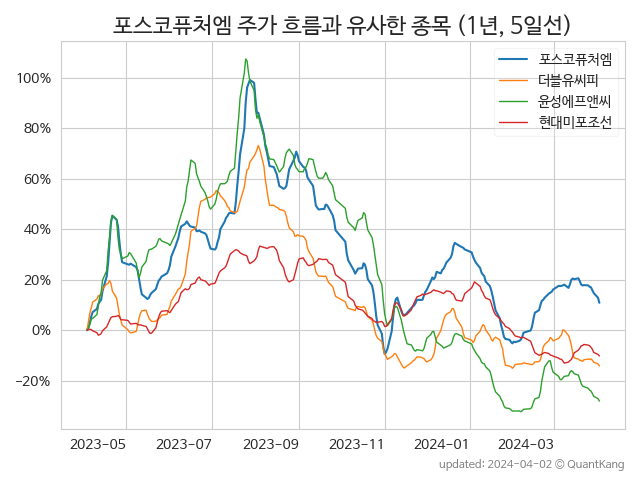 포스코퓨처엠 주가 흐름과 유사한 종목 (1년, 5일선)
포스코퓨처엠
더블유씨피
윤성에프앤씨
현대미포조선
100%
80%
60%
40%
20%
0%
−20%
2023-05 2023-07 2023-09 2023-11 2024-01 2024-03
updated: 2024-04-02 © QuantKang